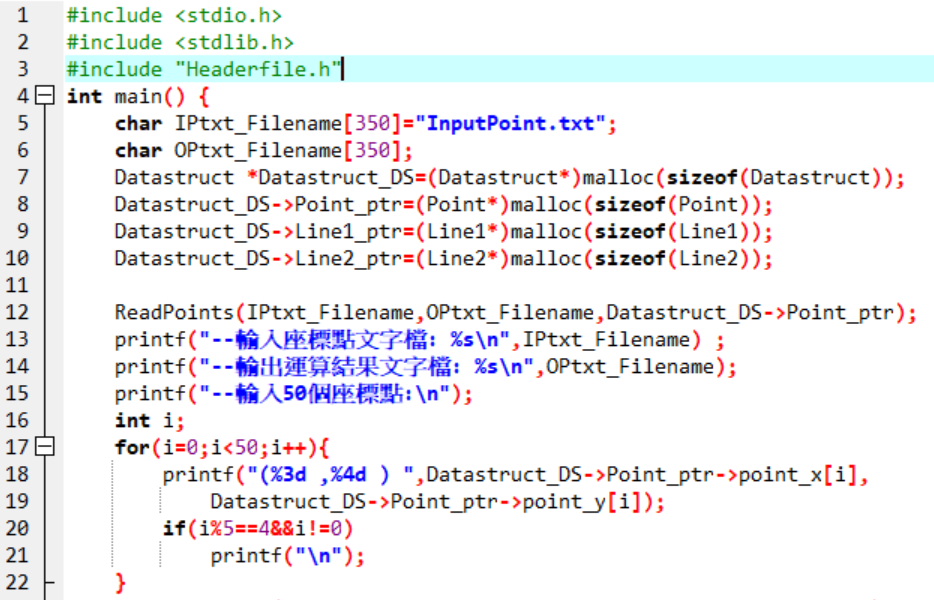 1 #include <stdio.h>
2 #include <stdlib.h>
3 #include "Headerfile.h"
4 int main() {
5 char IPtxt_Filename[350]="InputPoint.txt";
6 char OPtxt_Filename[350];
7 Datastruct *Datastruct_DS=(Datastruct*)malloc(sizeof(Datastruct));
8 Datastruct_DS->Point_ptr=(Point*)malloc(sizeof(Point));
9 Datastruct_DS->Line1_ptr=(Line1*)malloc(sizeof(Line1));
10 Datastruct_DS->Line2_ptr=(Line2*)malloc(sizeof(Line2));
11
12 ReadPoints(IPtxt_Filename,OPtxt_Filename,Datastruct_DS->Point_ptr);
13 printf("--輸入座標點文字檔: %s\n",IPtxt_Filename) ;
14 printf("--輸出運算結果文字檔: %s\n",OPtxt_Filename);
15 printf("--輸入50個座標點:\n");
16 int i;
17 for(i=0;i<50;i++){
18 printf("(%3d ,%4d ) ",Datastruct_DS->Point_ptr->point_x[i],
19 Datastruct_DS->Point_ptr->point_y[i]);
20 if(i%5==4&&i!=0)
21 printf("\n");
22 }